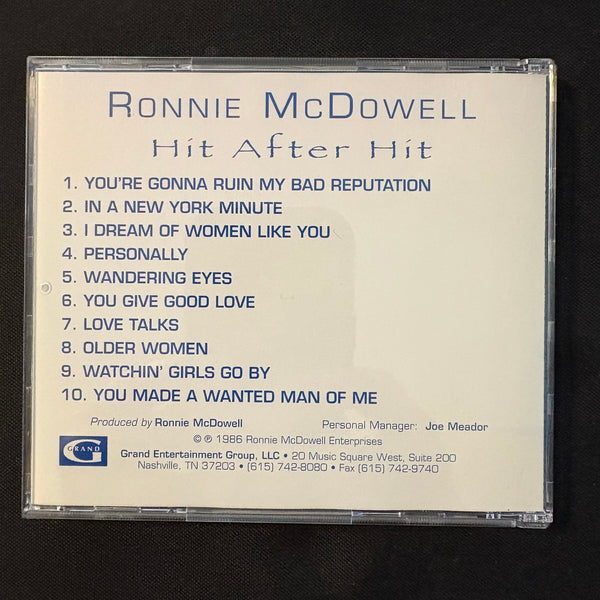 RONNIE MCDOWELL
Hit After Hit
1. YOU'RE GONNA RUIN MY BAD REPUTATION
2. IN A NEW YORK MINUTE
3. I DREAM OF WOMEN LIKE YOU
4. PERSONALLY
5. WANDERING EYES
6. YOU GIVE GOOD LOVE
7. LOVE TALKS
8. OLDER WOMEN
9. WATCHIN' GIRLS GO BY
10. YOU MADE A WANTED MAN OF ME
Produced by Ronnie McDowell Personal Manager: Joe Meador
© ℗ 1986 Ronnie McDowell Enterprises
G GRAND
Grand Entertainment Group, LLC • 20 Music Square West, Suite 200
Nashville, TN 37203 • (615) 742-8080 • Fax (615) 742-9740